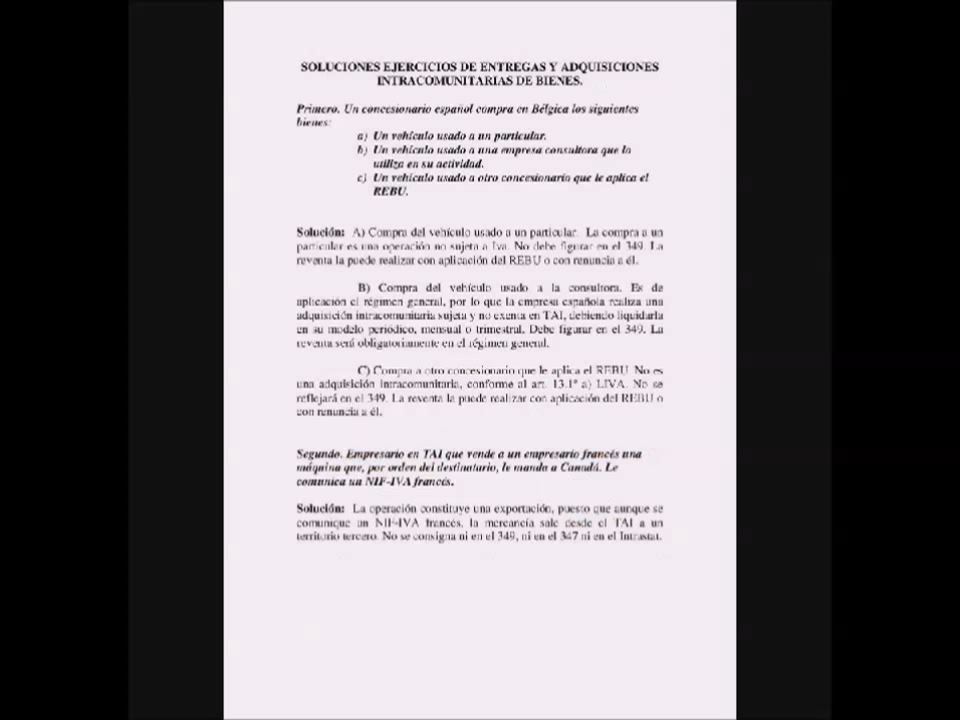 SOLUCIONES EJERCICIOS DE ENTREGAS Y ADQUISICIONES
INTRACOMUNITARIAS DE BIENES.
Primero. Un concesionario español compra en Bélgica los siguientes
bienes:
a) Un vehículo usado a un particular.
b) Un vehículo usado a una empresa consultora que lo
utiliza en su actividad.
c) Un vehículo usado a otro concesionario que le aplica el
REBU.
Solución: A) Compra del vehículo usado a un particular. La compra a un
particular es una operación no sujeta a Iva. No debe figurar en el 349. La
reventa la puede realizar con aplicación del REBU o con renuncia a él.
B) Compra del vehículo usado a la consultora. Es de
aplicación el régimen general, por lo que la empresa española realiza una
adquisición intracomunitaria sujeta y no exenta en TAI, debiendo liquidarla
en su modelo periódico, mensual o trimestral. Debe figurar en el 349. La
reventa será obligatoriamente en el régimen general.
C) Compra a otro concesionario que le aplica el REBU. No es
una adquisición intracomunitaria, conforme al art. 13.1º a) LIVA. No se
reflejará en el 349. La reventa la puede realizar con aplicación del REBU o
con renuncia a él.
Segundo. Empresario en TAI que vende a un empresario francés una
máquina que, por orden del destinatario, le manda a Canadá. Le
comunica un NIF-IVA francés.
Solución: La operación constituye una exportación, puesto que aunque se
comunique un NIF-IVA francés, la mercancía sale desde el TAI a un
territorio tercero. No se consigna ni en el 349, ni en el 347 ni en el Intrastat.